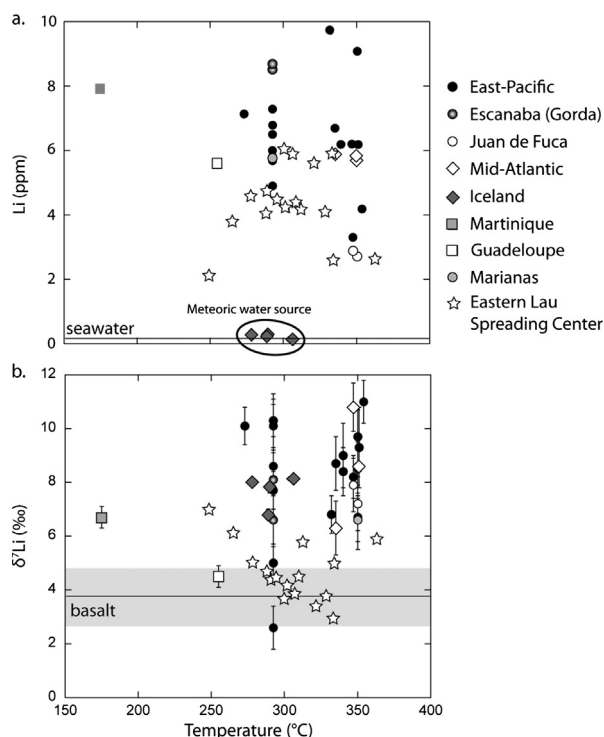 a.
10
8
6
4
2
0
Li (ppm)
Meteoric water source
seawater
East-Pacific
Escanaba (Gorda)
Juan de Fuca
Mid-Atlantic
Iceland
Martinique
Guadeloupe
Marianas
Eastern Lau
Spreading Center
b.
12
10
8
6
4
2
0
δ⁷Li (‰)
basalt
150 200 250 300 350 400
Temperature (°C)